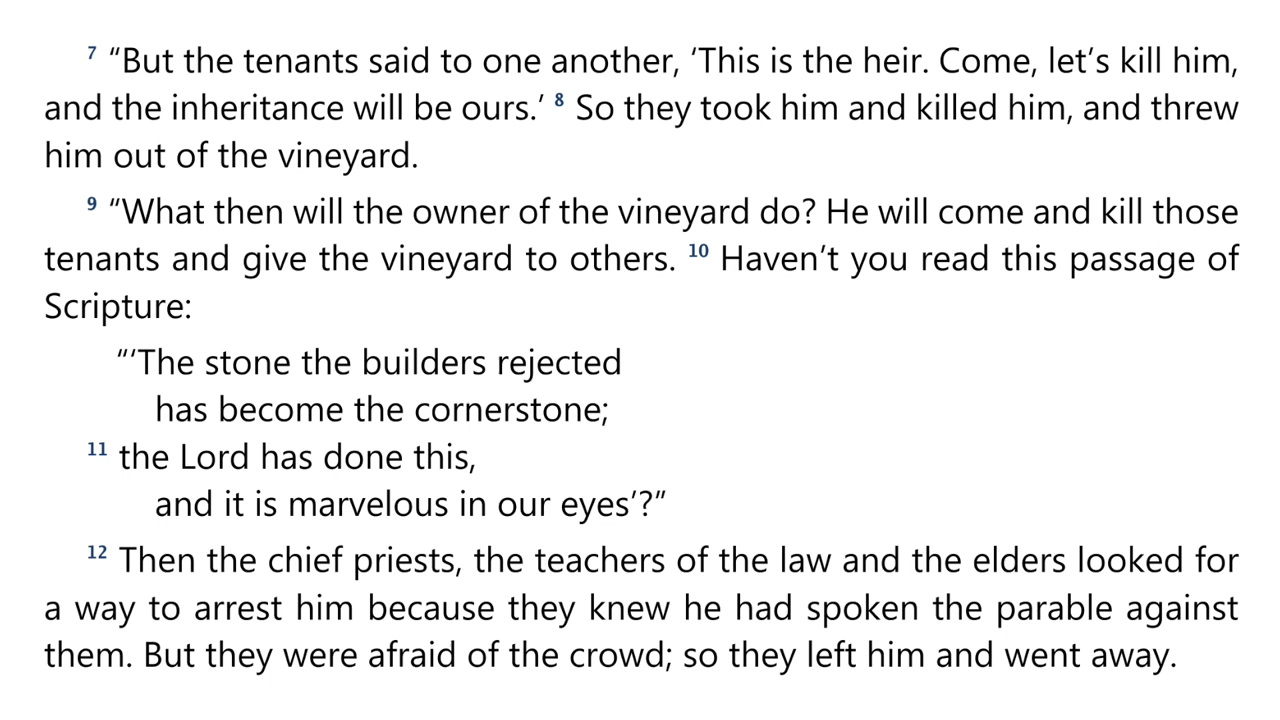 7 “But the tenants said to one another, ‘This is the heir. Come, let’s kill him,
and the inheritance will be ours.’ 8 So they took him and killed him, and threw
him out of the vineyard.
9 “What then will the owner of the vineyard do? He will come and kill those
tenants and give the vineyard to others. 10 Haven’t you read this passage of
Scripture:
“‘The stone the builders rejected
has become the cornerstone;
11 the Lord has done this,
and it is marvelous in our eyes’?”
12 Then the chief priests, the teachers of the law and the elders looked for
a way to arrest him because they knew he had spoken the parable against
them. But they were afraid of the crowd; so they left him and went away.